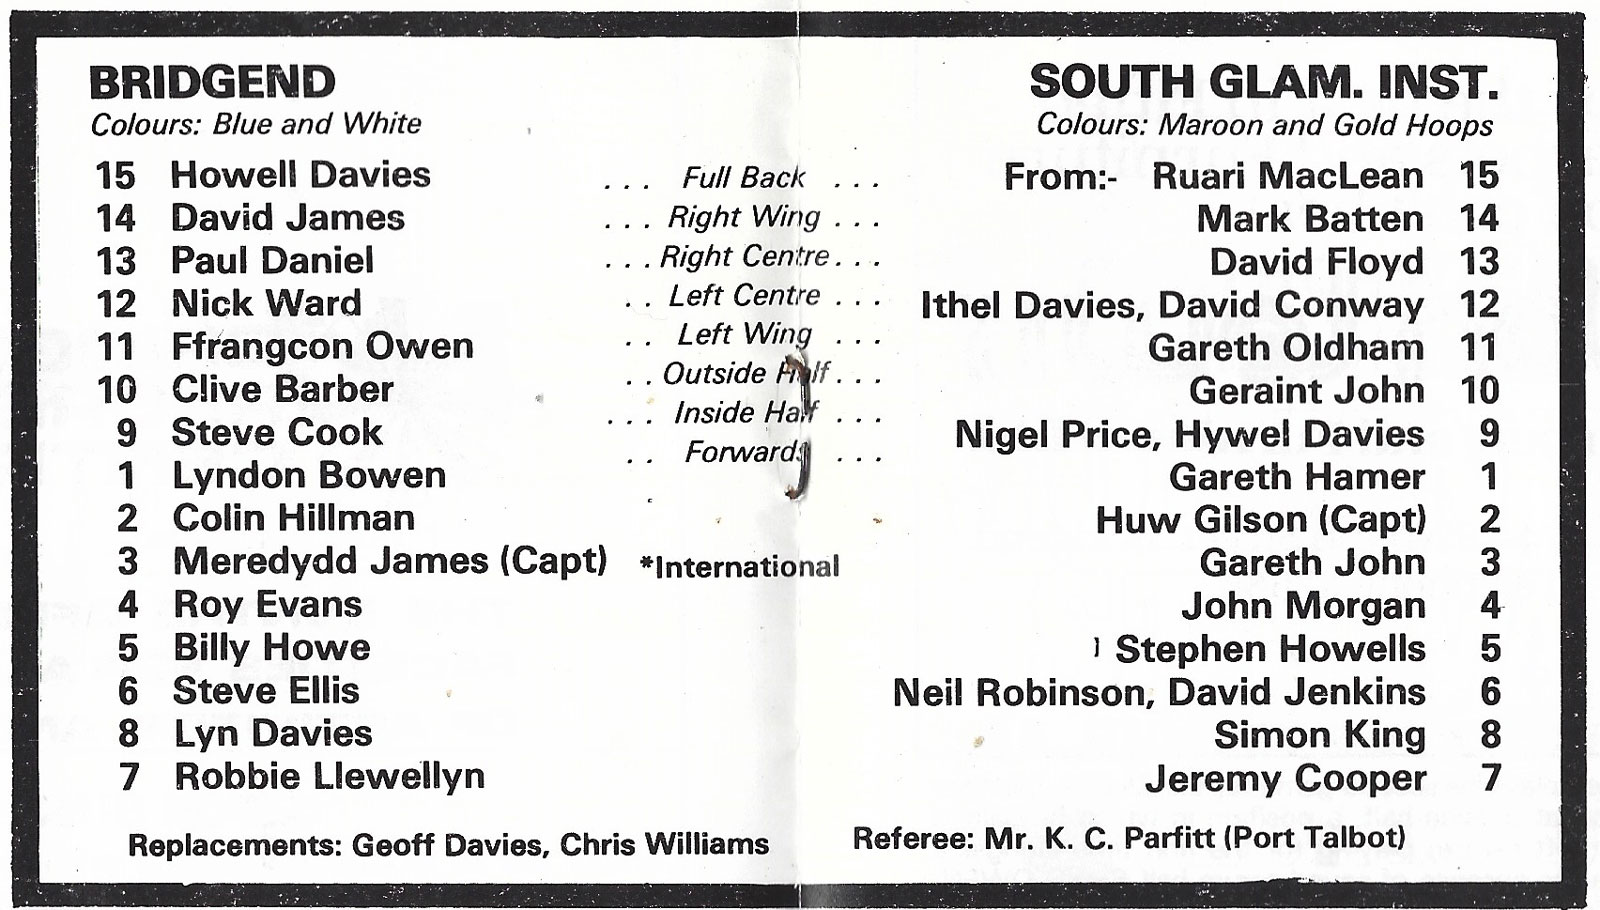 BRIDGEND SOUTH GLAM. INST.
Colours: Blue and White Colours: Maroon and Gold Hoops
15 Howell Davies ... Full Back ... From:- Ruari MacLean 15
14 David James ... Right Wing ... Mark Batten 14
13 Paul Daniel ... Right Centre ... David Floyd 13
12 Nick Ward .. Left Centre ... Ithel Davies, David Conway 12
11 Ffrangcon Owen .. Left Wing ... Gareth Oldham 11
10 Clive Barber .. Outside Half ... Geraint John 10
9 Steve Cook ... Inside Half ... Nigel Price, Hywel Davies 9
1 Lyndon Bowen .. Forwards ... Gareth Hamer 1
2 Colin Hillman Huw Gilson (Capt) 2
3 Meredydd James (Capt) *International Gareth John 3
4 Roy Evans John Morgan 4
5 Billy Howe Stephen Howells 5
6 Steve Ellis Neil Robinson, David Jenkins 6
8 Lyn Davies Simon King 8
7 Robbie Llewellyn Jeremy Cooper 7
Replacements: Geoff Davies, Chris Williams Referee: Mr. K. C. Parfitt (Port Talbot)